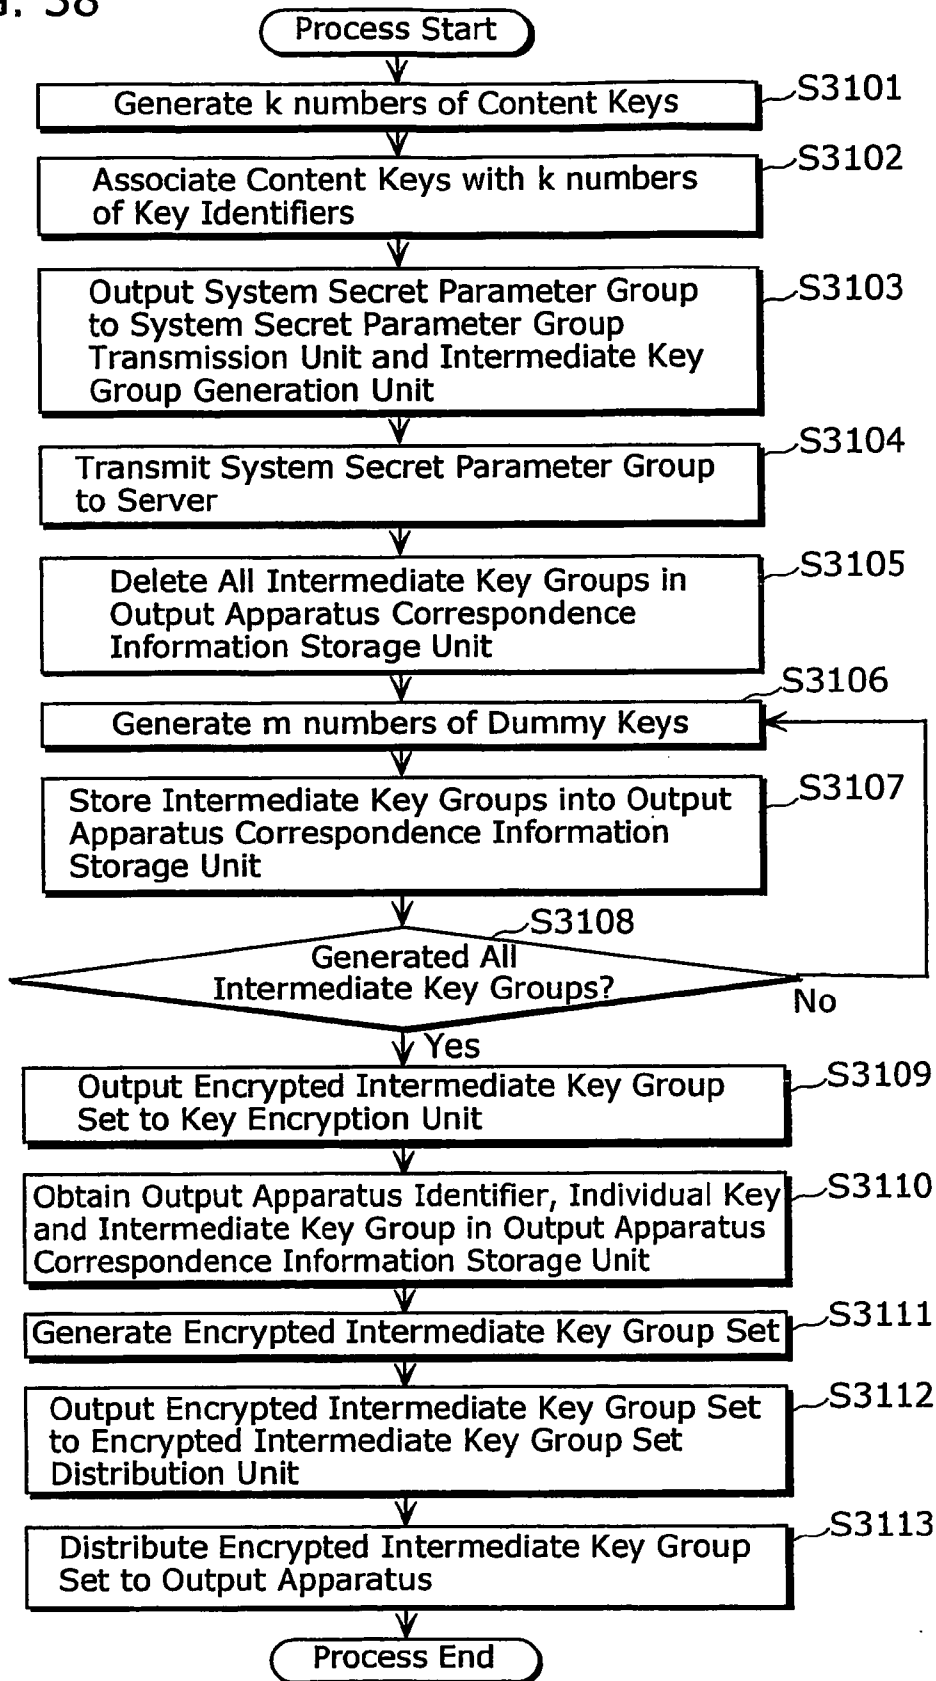 G. 38
Process Start
Generate k numbers of Content Keys
S3101
Associate Content Keys with k numbers
of Key Identifiers
S3102
Output System Secret Parameter Group
to System Secret Parameter Group
Transmission Unit and Intermediate Key
Group Generation Unit
S3103
Transmit System Secret Parameter Group
to Server
S3104
Delete All Intermediate Key Groups in
Output Apparatus Correspondence
Information Storage Unit
S3105
Generate m numbers of Dummy Keys
S3106
Store Intermediate Key Groups into Output
Apparatus Correspondence Information
Storage Unit
S3107
S3108
Generated All
Intermediate Key Groups?
No
Yes
Output Encrypted Intermediate Key Group
Set to Key Encryption Unit
S3109
Obtain Output Apparatus Identifier, Individual Key
and Intermediate Key Group in Output Apparatus
Correspondence Information Storage Unit
S3110
Generate Encrypted Intermediate Key Group Set
S3111
Output Encrypted Intermediate Key Group Set
to Encrypted Intermediate Key Group Set
Distribution Unit
S3112
Distribute Encrypted Intermediate Key Group
Set to Output Apparatus
S3113
Process End